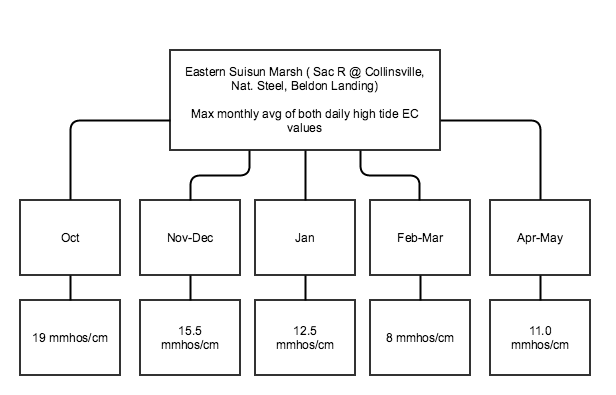 Eastern Suisun Marsh ( Sac R @ Collinsville,
Nat. Steel, Beldon Landing)
Max monthly avg of both daily high tide EC
values
Oct
Nov-Dec
Jan
Feb-Mar
Apr-May
19 mmhos/cm
15.5
mmhos/cm
12.5
mmhos/cm
8 mmhos/cm
11.0
mmhos/cm